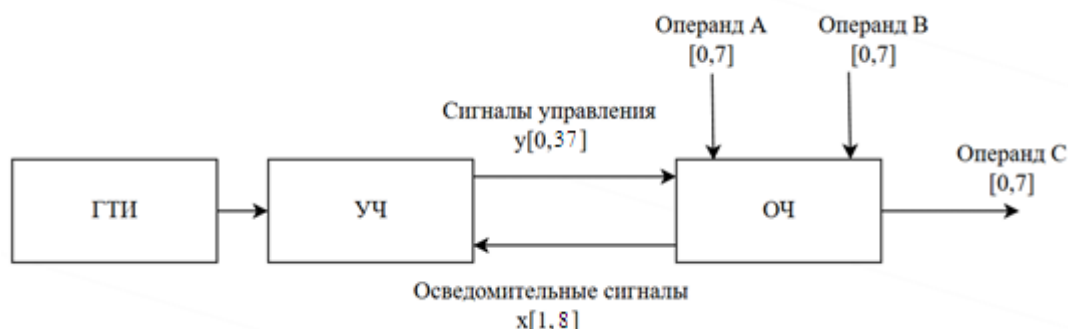 Операнд А
[0,7]
Операнд В
[0,7]
Сигналы управления
y[0,37]
Операнд С
[0,7]
ГТИ
УЧ
ОЧ
Осведомительные сигналы
x[1,8]